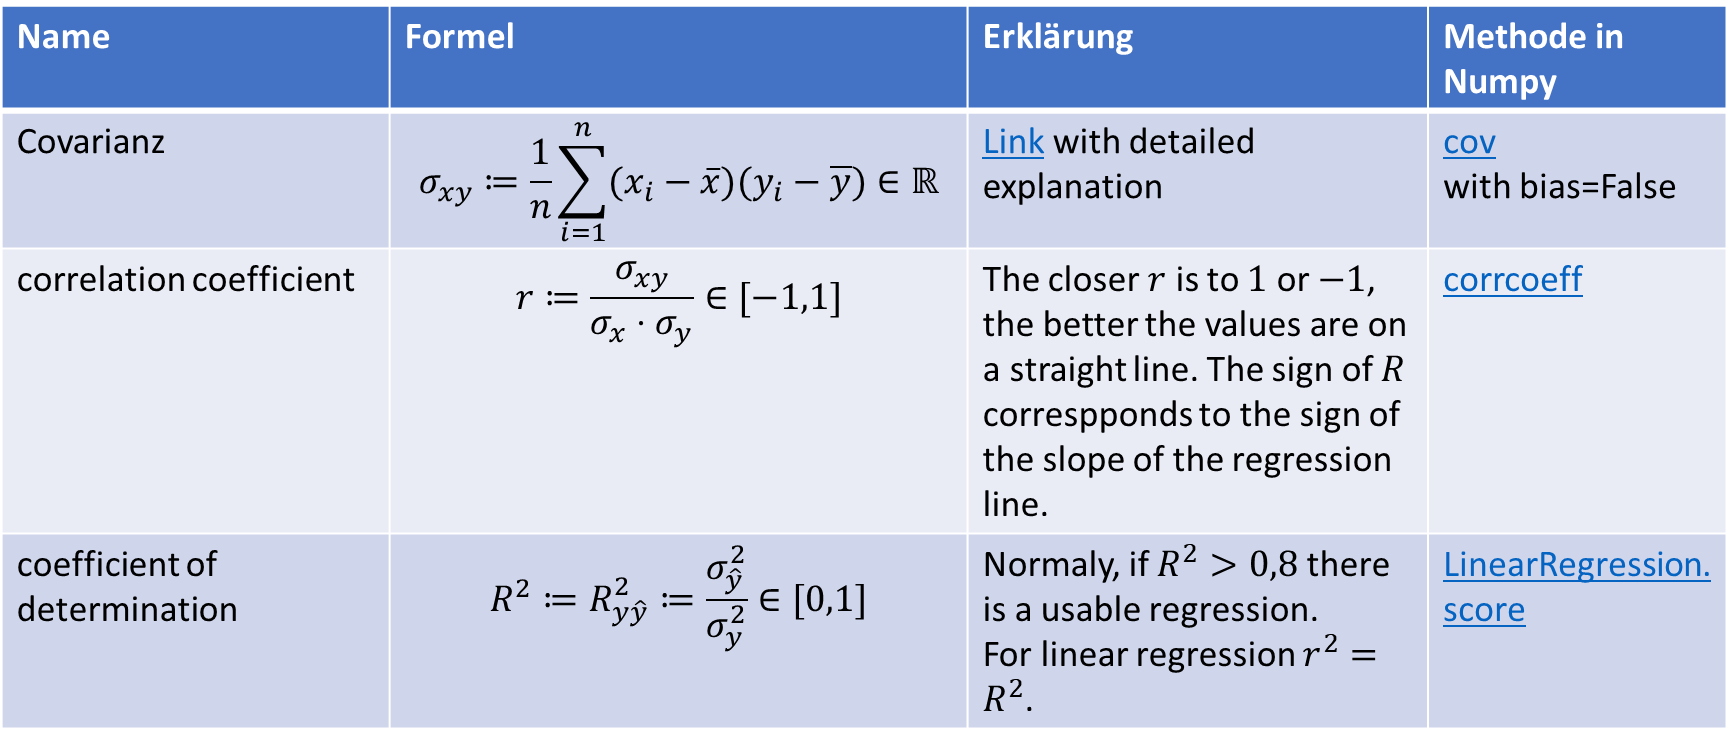 Name
Formel
Erklärung
Methode in
Numpy
Covarianz
σ_xy ≔ 1/n ∑_{i=1}^{n} (x_i − x̄)(y_i − ȳ) ∈ ℝ
Link with detailed
explanation
cov
with bias=False
correlation coefficient
r ≔ σ_xy / (σ_x · σ_y) ∈ [−1,1]
The closer r is to 1 or −1,
the better the values are on
a straight line. The sign of R
correspponds to the sign of
the slope of the regression
line.
corrcoeff
coefficient of
determination
R² ≔ R²_yŷ ≔ σ²_ŷ / σ²_y ∈ [0,1]
Normaly, if R² > 0,8 there
is a usable regression.
For linear regression r² =
R².
LinearRegression.
score